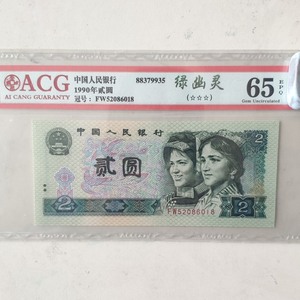 ACG
AI CANG GUARANTY
中国人民银行
1990年贰圆
冠号：FW52086018
88379935
绿幽灵
(☆☆☆)
65 EPQ
Gem Uncirculated
中国人民银行
2
贰圆
2
2
FW52086018